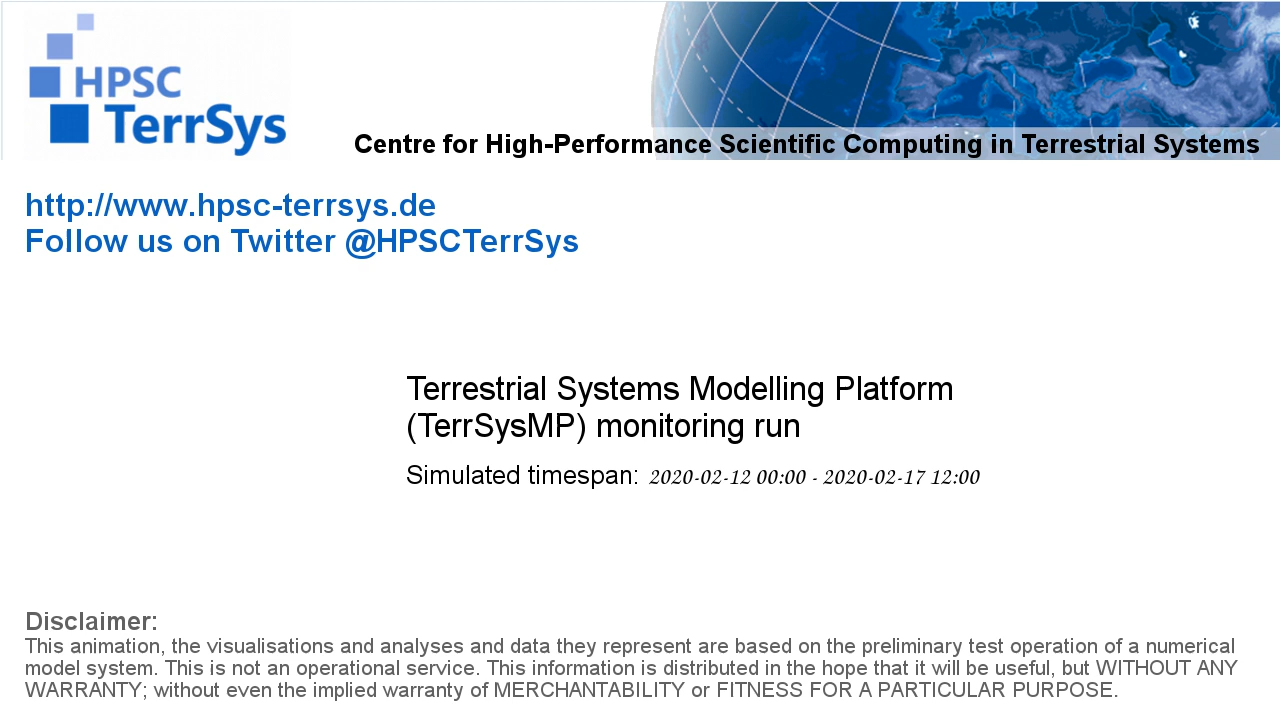 HPSC
TerrSys
Centre for High-Performance Scientific Computing in Terrestrial Systems
http://www.hpsc-terrsys.de
Follow us on Twitter @HPSCTerrSys
Terrestrial Systems Modelling Platform
(TerrSysMP) monitoring run
Simulated timespan: 2020-02-12 00:00 - 2020-02-17 12:00
Disclaimer:
This animation, the visualisations and analyses and data they represent are based on the preliminary test operation of a numerical
model system. This is not an operational service. This information is distributed in the hope that it will be useful, but WITHOUT ANY
WARRANTY; without even the implied warranty of MERCHANTABILITY or FITNESS FOR A PARTICULAR PURPOSE.